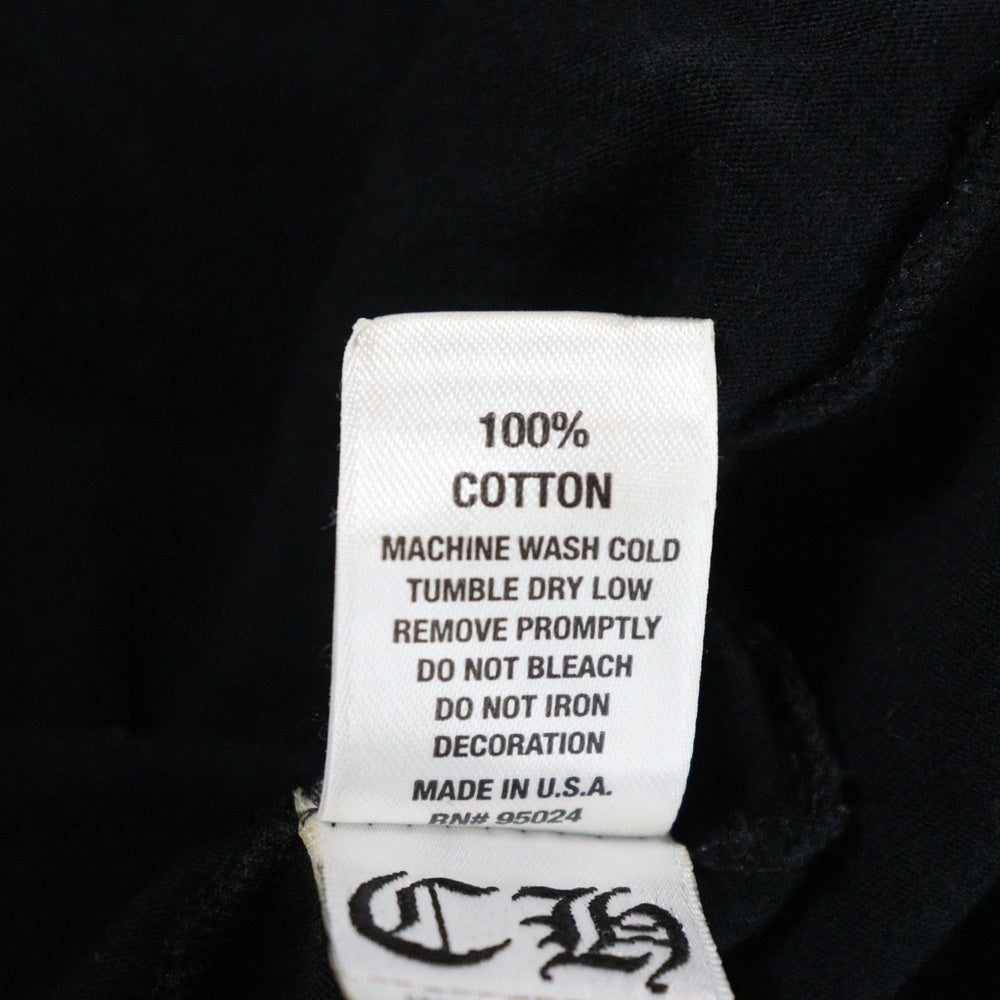 100%
COTTON
MACHINE WASH COLD
TUMBLE DRY LOW
REMOVE PROMPTLY
DO NOT BLEACH
DO NOT IRON
DECORATION
MADE IN U.S.A.
RN# 95024
CH